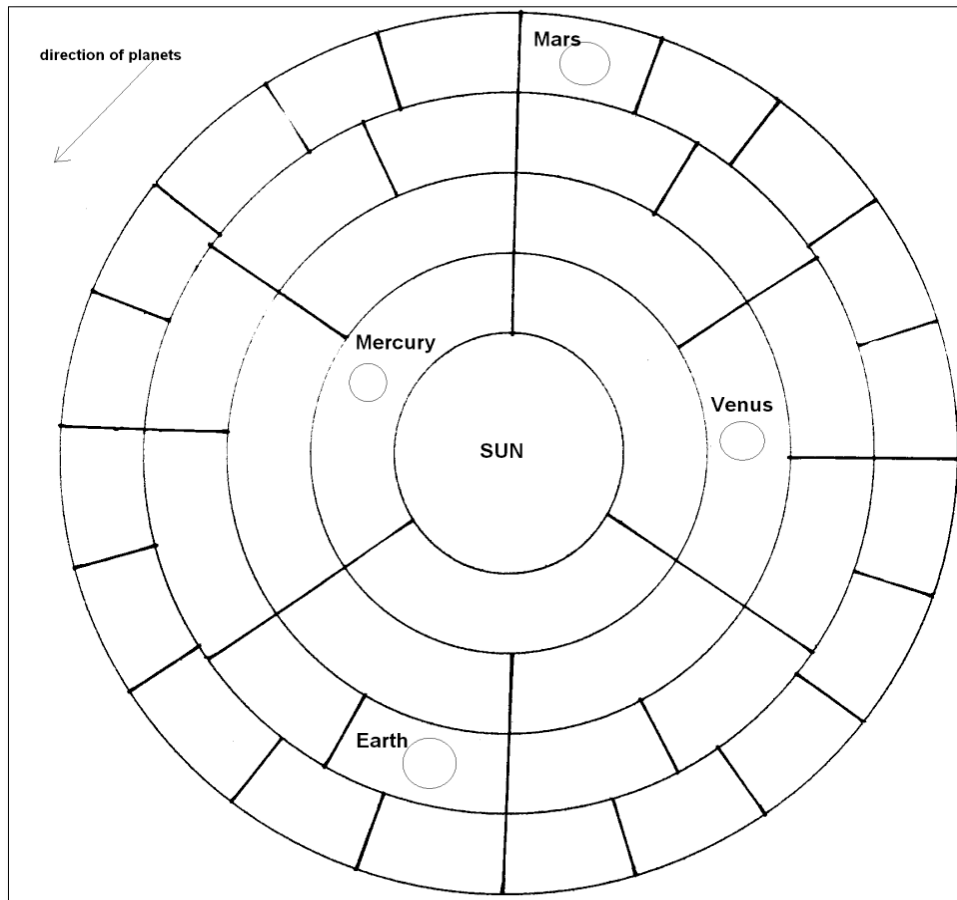 Mars
direction of planets
Mercury
Venus
SUN
Earth